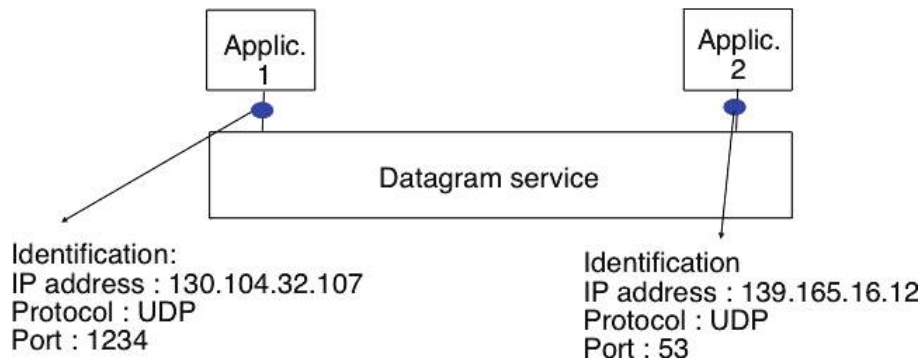 Applic.
1
Applic.
2
Datagram service
Identification:
IP address : 130.104.32.107
Protocol : UDP
Port : 1234
Identification
IP address : 139.165.16.12
Protocol : UDP
Port : 53